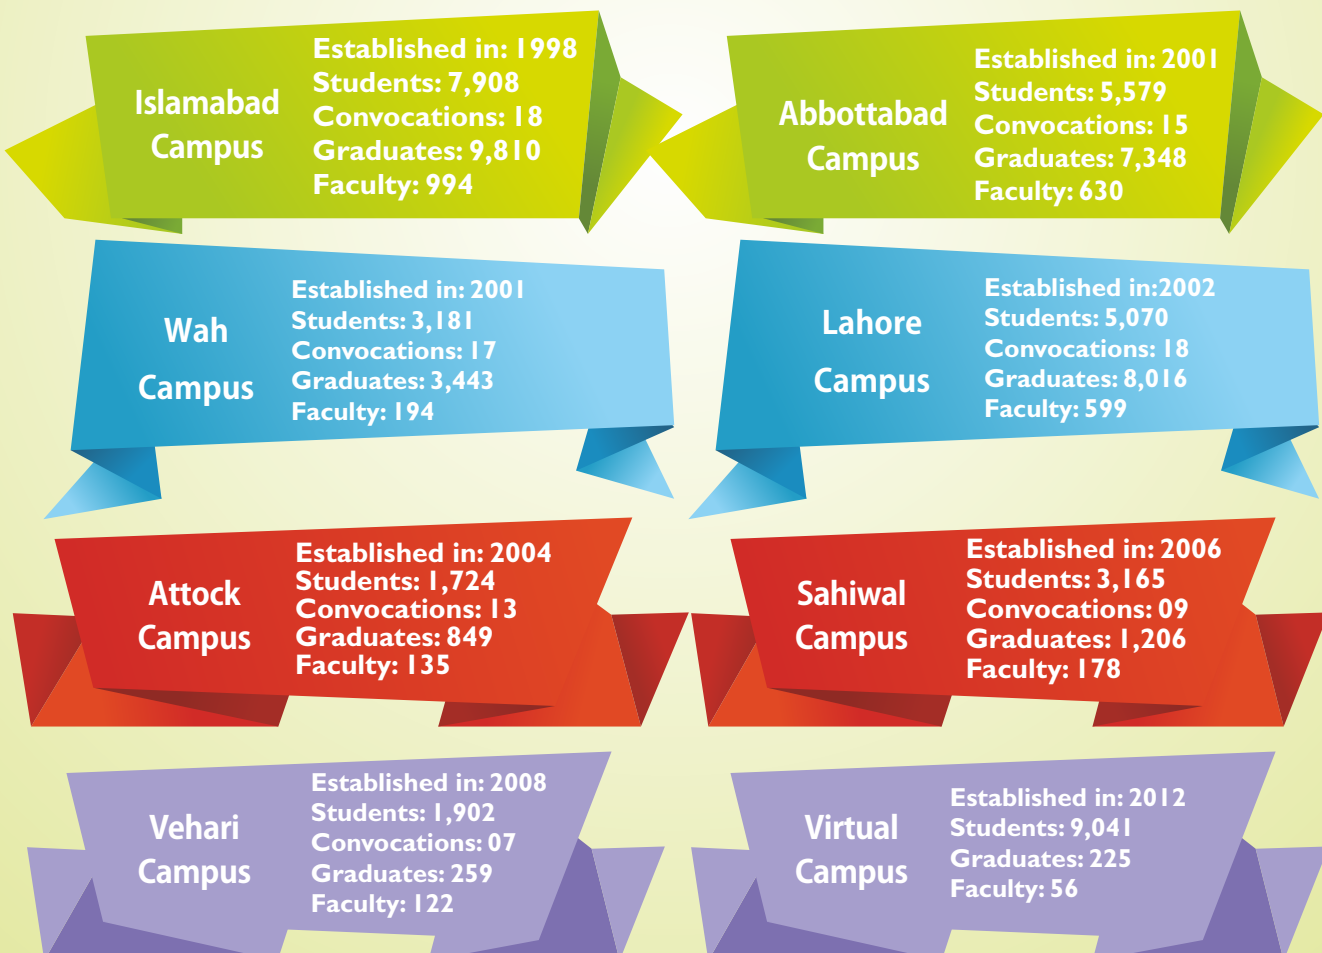 Islamabad
Campus
Established in: 1998
Students: 7,908
Convocations: 18
Graduates: 9,810
Faculty: 994
Abbottabad
Campus
Established in: 2001
Students: 5,579
Convocations: 15
Graduates: 7,348
Faculty: 630
Wah
Campus
Established in: 2001
Students: 3,181
Convocations: 17
Graduates: 3,443
Faculty: 194
Lahore
Campus
Established in:2002
Students: 5,070
Convocations: 18
Graduates: 8,016
Faculty: 599
Attock
Campus
Established in: 2004
Students: 1,724
Convocations: 13
Graduates: 849
Faculty: 135
Sahiwal
Campus
Established in: 2006
Students: 3,165
Convocations: 09
Graduates: 1,206
Faculty: 178
Vehari
Campus
Established in: 2008
Students: 1,902
Convocations: 07
Graduates: 259
Faculty: 122
Virtual
Campus
Established in: 2012
Students: 9,041
Graduates: 225
Faculty: 56